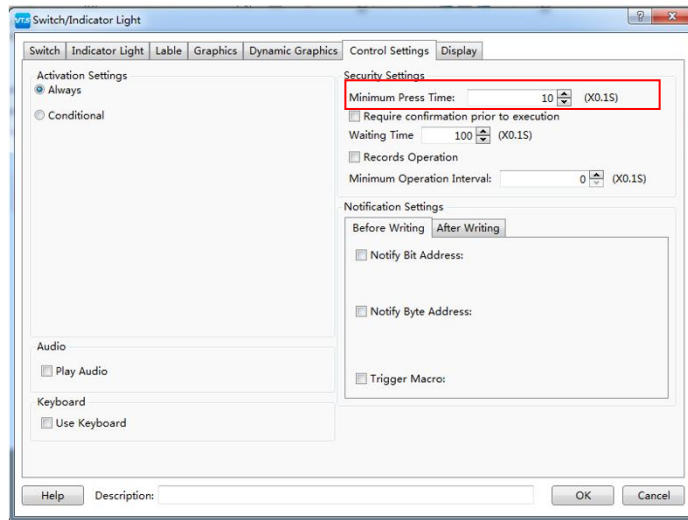 VT.S Switch/Indicator Light
Switch Indicator Light Lable Graphics Dynamic Graphics Control Settings Display
Activation Settings
Always
Conditional
Audio
Play Audio
Keyboard
Use Keyboard
Security Settings
Minimum Press Time: 10 (X0.1S)
Require confirmation prior to execution
Waiting Time 100 (X0.1S)
Records Operation
Minimum Operation Interval: 0 (X0.1S)
Notification Settings
Before Writing After Writing
Notify Bit Address:
Notify Byte Address:
Trigger Macro:
Help Description: OK Cancel